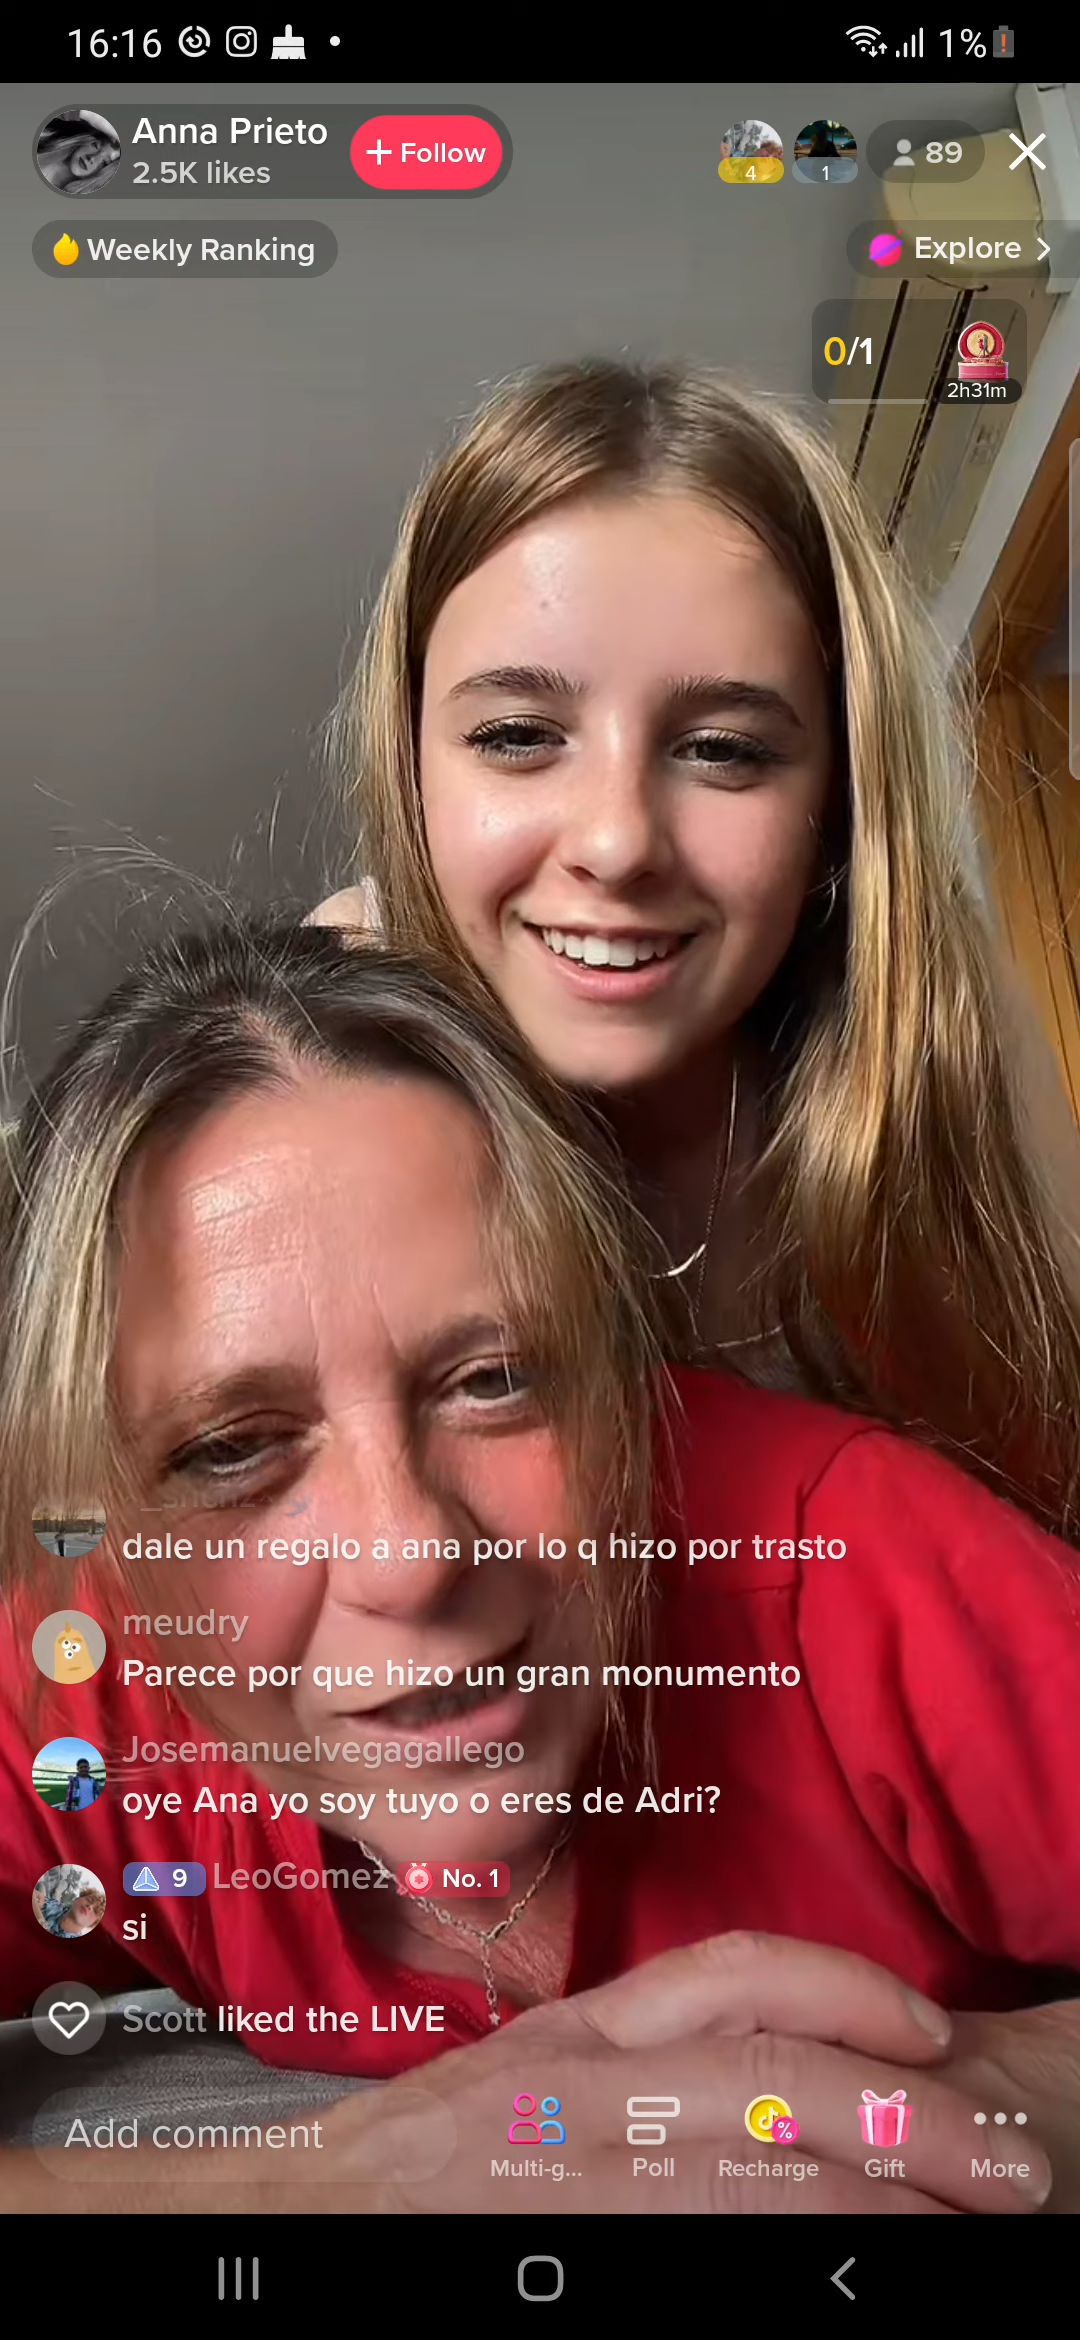 16:16
1%
Anna Prieto
2.5K likes
+ Follow
4
1
89
Weekly Ranking
Explore >
0/1
2h31m
dale un regalo a ana por lo q hizo por trasto
meudry
Parece por que hizo un gran monumento
Josemanuelvegagallego
oye Ana yo soy tuyo o eres de Adri?
9 LeoGomez No. 1
si
Scott liked the LIVE
Add comment
Multi-g...
Poll
Recharge
Gift
More